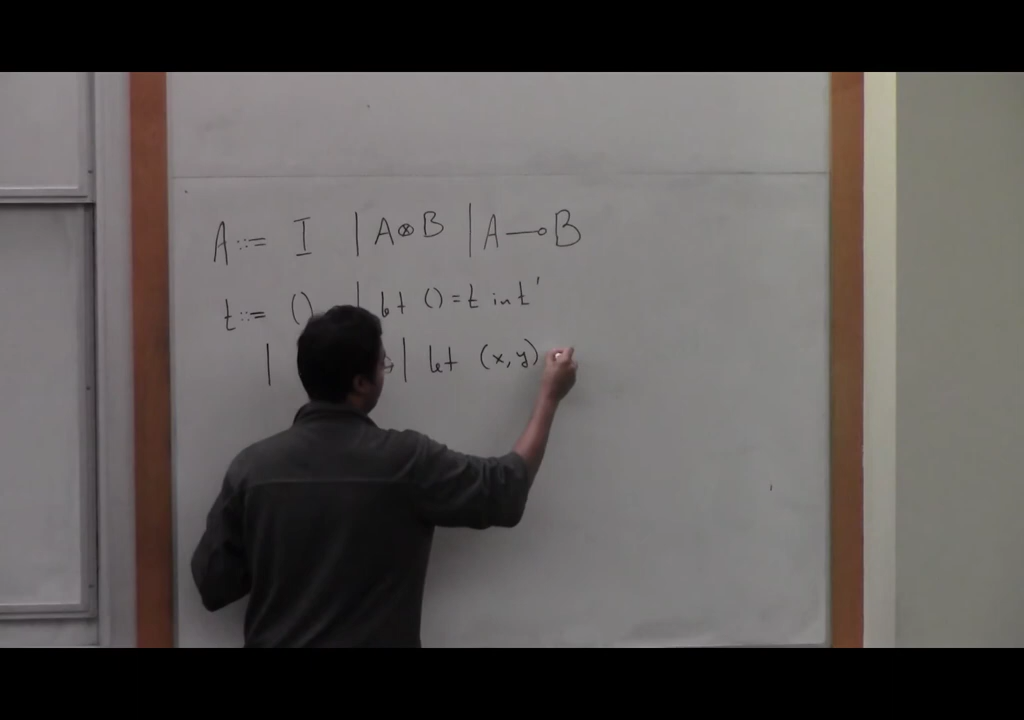 A ::= I | A ⊗ B | A ⊸ B
t ::= () | let () = t in t'
| | let (x, y)